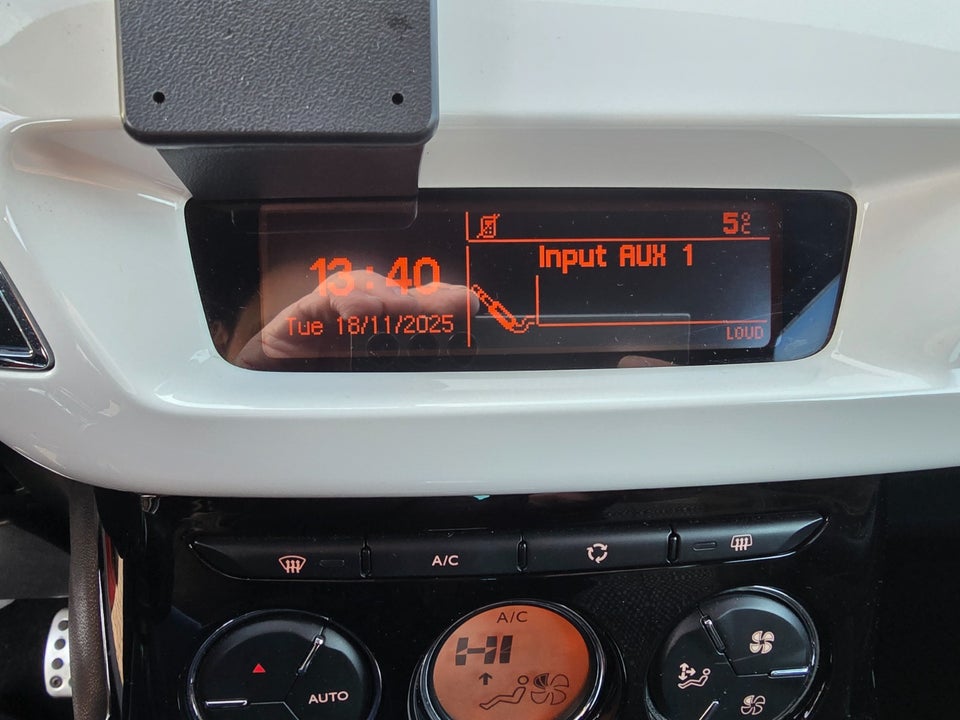 5°C
Input AUX 1
13:40
Tue 18/11/2025
LOUD
A/C
A/C
HI
AUTO